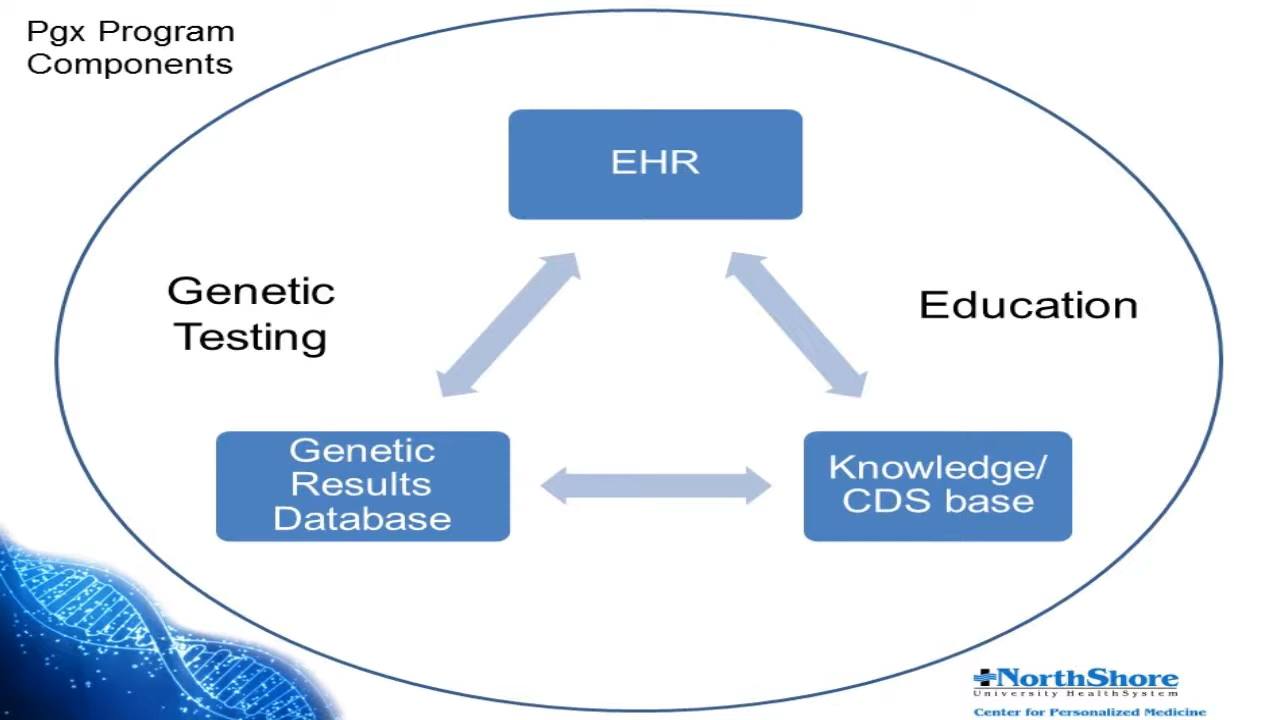 Pgx Program
Components
EHR
Genetic
Testing
Education
Genetic
Results
Database
Knowledge/
CDS base
NorthShore
University HealthSystem
Center for Personalized Medicine